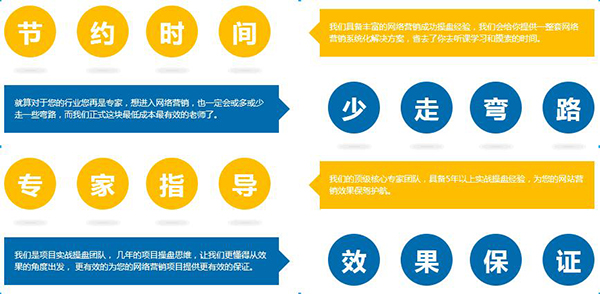 节约时间
我们具备丰富的网络营销成功操盘经验，我们会给你提供一整套网络
营销系统化解决方案，省去了你去听课学习和摸索的时间。
就算对于您的行业您再是专家，想进入网络营销，也一定会或多或少
走一些弯路，而我们正式这块最低成本最有效的老师了。
少走弯路
专家指导
我们的顶级核心专家团队，具备5年以上实战操盘经验，为您的网站营
销效果保驾护航。
我们是项目实战操盘团队， 几年的项目操盘思维，让我们更懂得从效
果的角度出发， 更有效的为您的网络营销项目提供更有效的保证。
效果保证